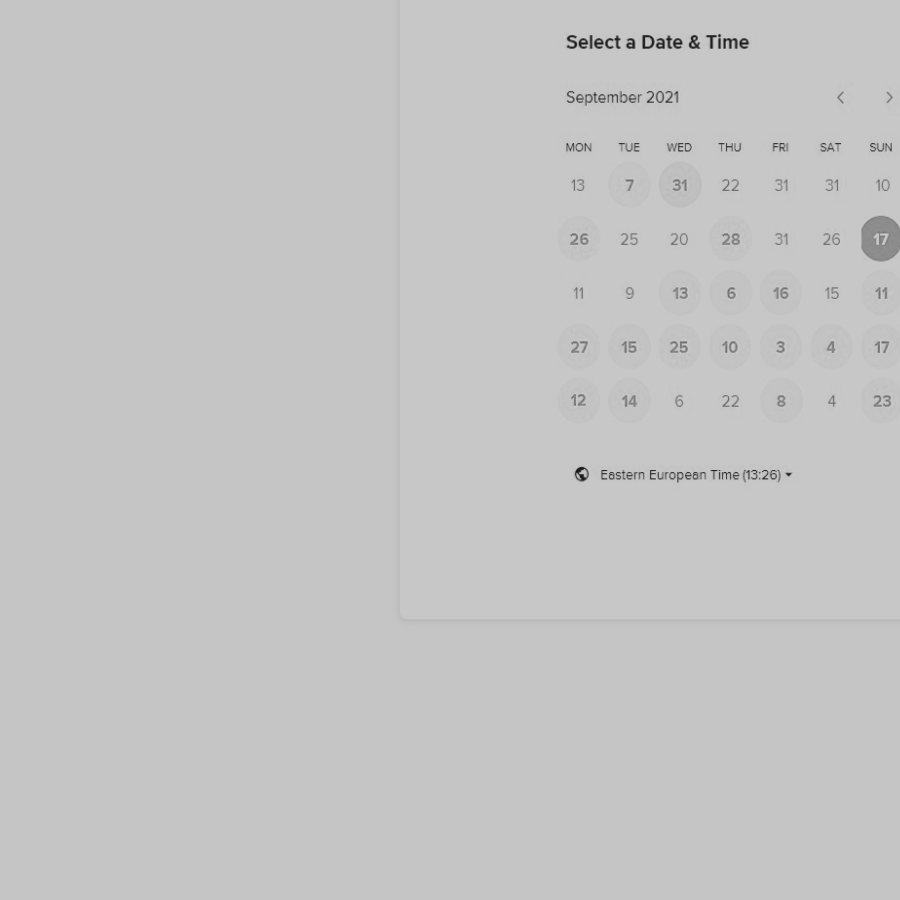 Select a Date & Time
September 2021
MON TUE WED THU FRI SAT SUN
13 7 31 22 31 31 10
26 25 20 28 31 26 17
11 9 13 6 16 15 11
27 15 25 10 3 4 17
12 14 6 22 8 4 23
Eastern European Time (13:26)